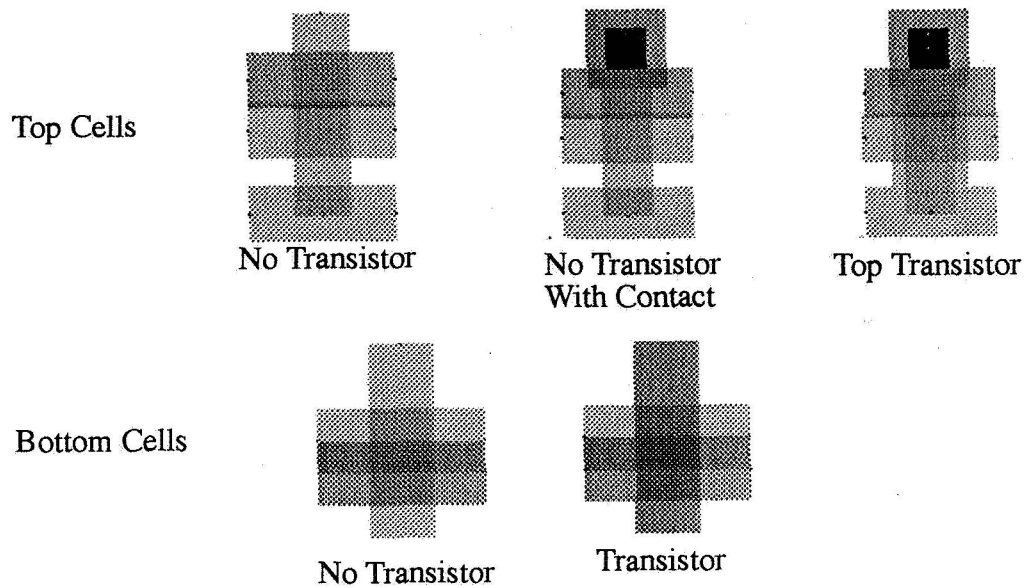 Top Cells
No Transistor
No Transistor
With Contact
Top Transistor
Bottom Cells
No Transistor
Transistor